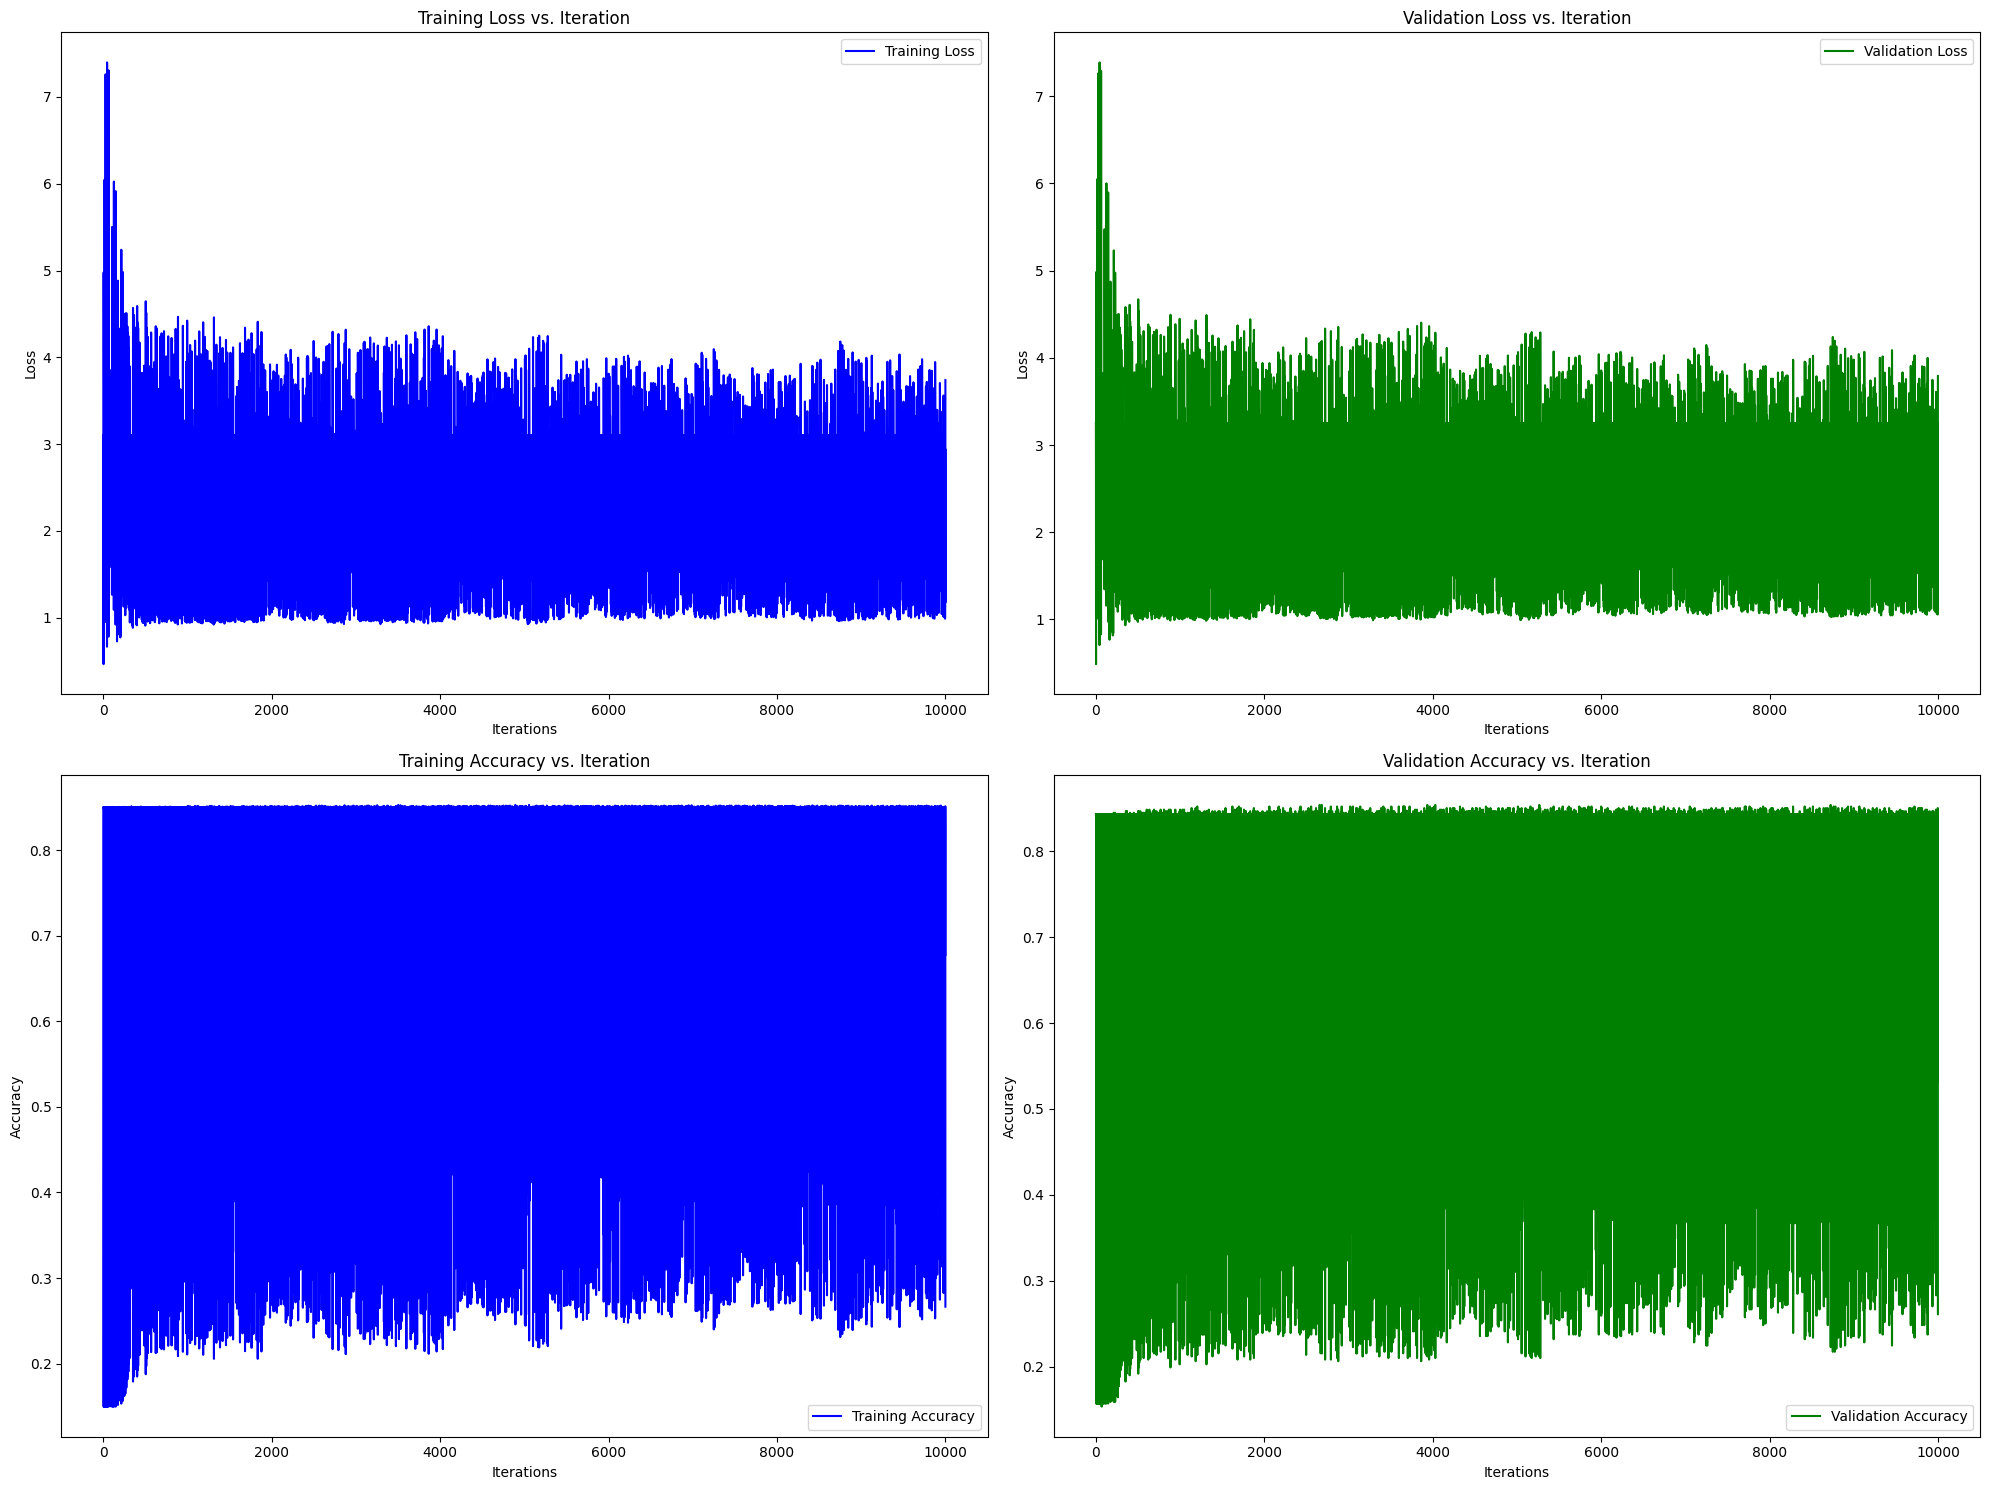 Training Loss vs. Iteration
Training Loss
Loss
7
6
5
4
3
2
1
0 2000 4000 6000 8000 10000
Iterations
Validation Loss vs. Iteration
Validation Loss
Loss
7
6
5
4
3
2
1
0 2000 4000 6000 8000 10000
Iterations
Training Accuracy vs. Iteration
Accuracy
0.8
0.7
0.6
0.5
0.4
0.3
0.2
Training Accuracy
0 2000 4000 6000 8000 10000
Iterations
Validation Accuracy vs. Iteration
Accuracy
0.8
0.7
0.6
0.5
0.4
0.3
0.2
Validation Accuracy
0 2000 4000 6000 8000 10000
Iterations